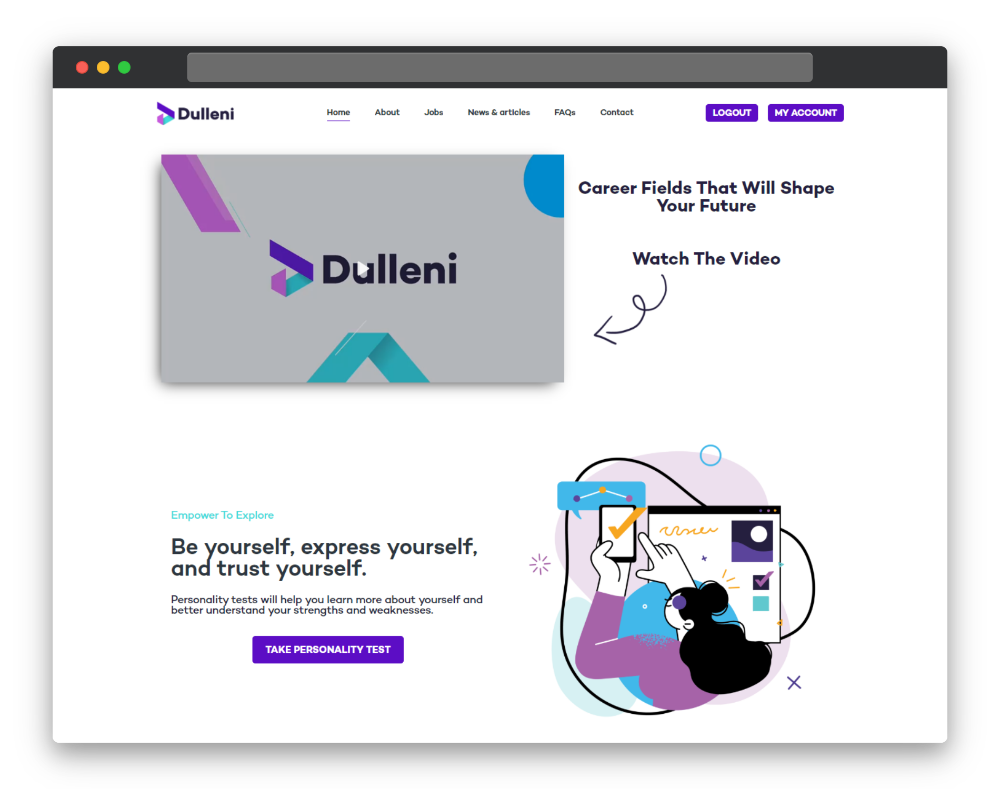 Dulleni
Home About Jobs News & articles FAQs Contact
LOGOUT MY ACCOUNT
Dulleni
Career Fields That Will Shape
Your Future
Watch The Video
Empower To Explore
Be yourself, express yourself,
and trust yourself.
Personality tests will help you learn more about yourself and
better understand your strengths and weaknesses.
TAKE PERSONALITY TEST